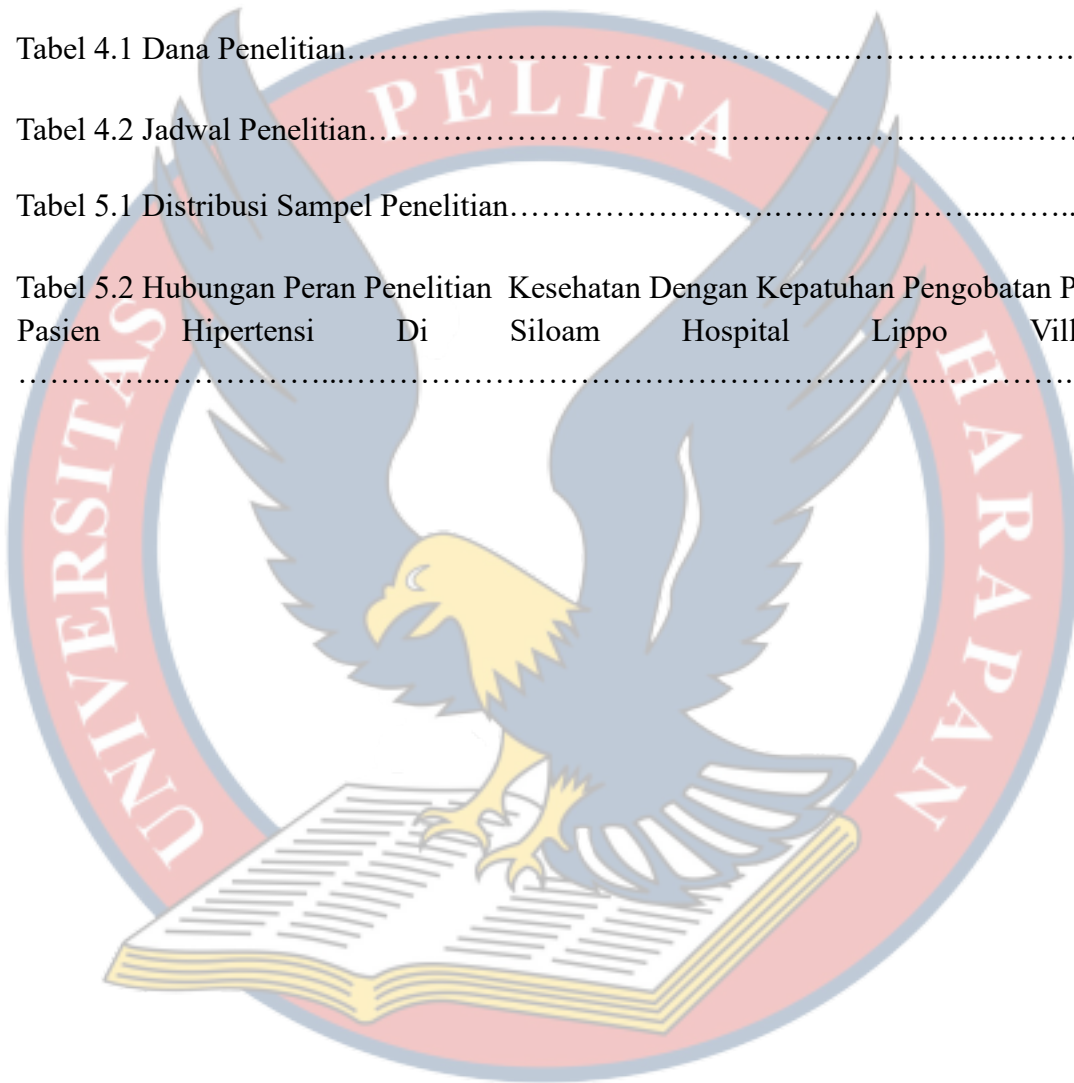 Tabel 4.1 Dana Penelitian……………………………………….…………...……..
Tabel 4.2 Jadwal Penelitian…………………………………….………………...……
Tabel 5.1 Distribusi Sampel Penelitian…………………….………………....……..
Tabel 5.2 Hubungan Peran Penelitian Kesehatan Dengan Kepatuhan Pengobatan
Pasien Hipertensi Di Siloam Hospital Lippo
…………..……………...………………………………………………..………….
UNIVERSITAS PELITA HARAPAN